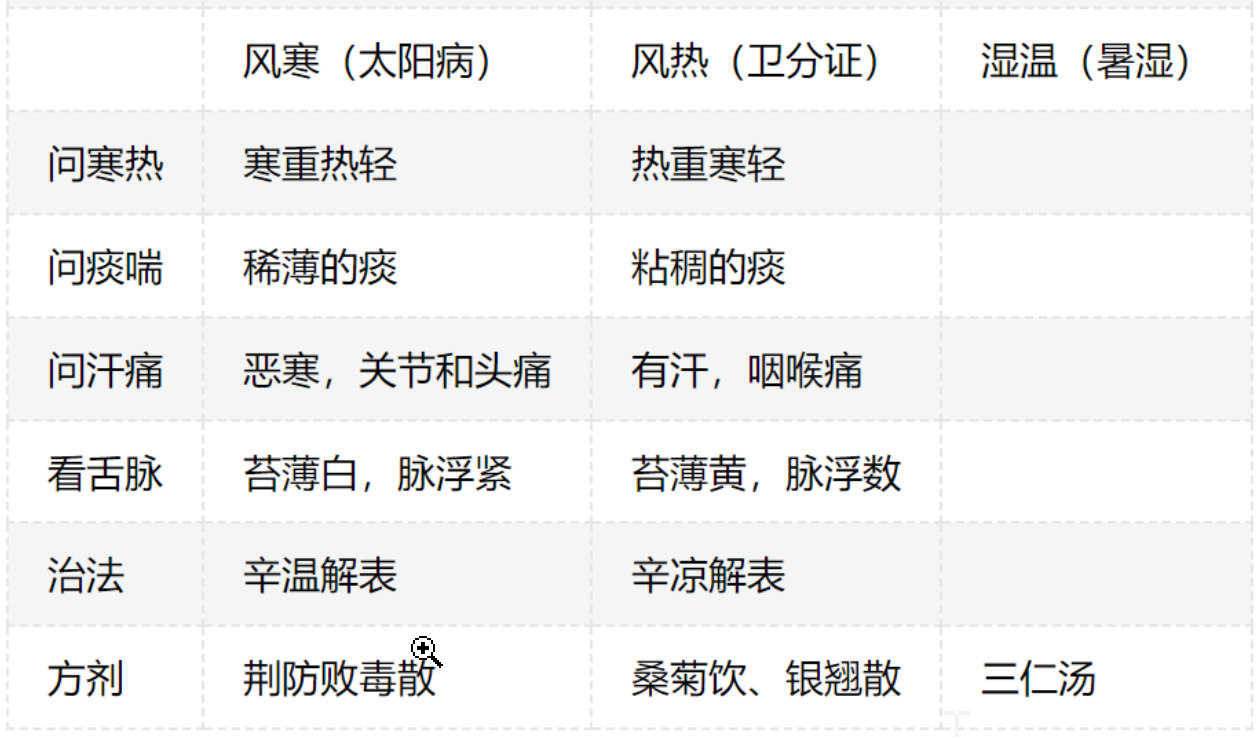 风寒（太阳病） 风热（卫分证） 湿温（暑湿）
问寒热 寒重热轻 热重寒轻
问痰喘 稀薄的痰 粘稠的痰
问汗痛 恶寒，关节和头痛 有汗，咽喉痛
看舌脉 苔薄白，脉浮紧 苔薄黄，脉浮数
治法 辛温解表 辛凉解表
方剂 荆防败毒散 桑菊饮、银翘散 三仁汤